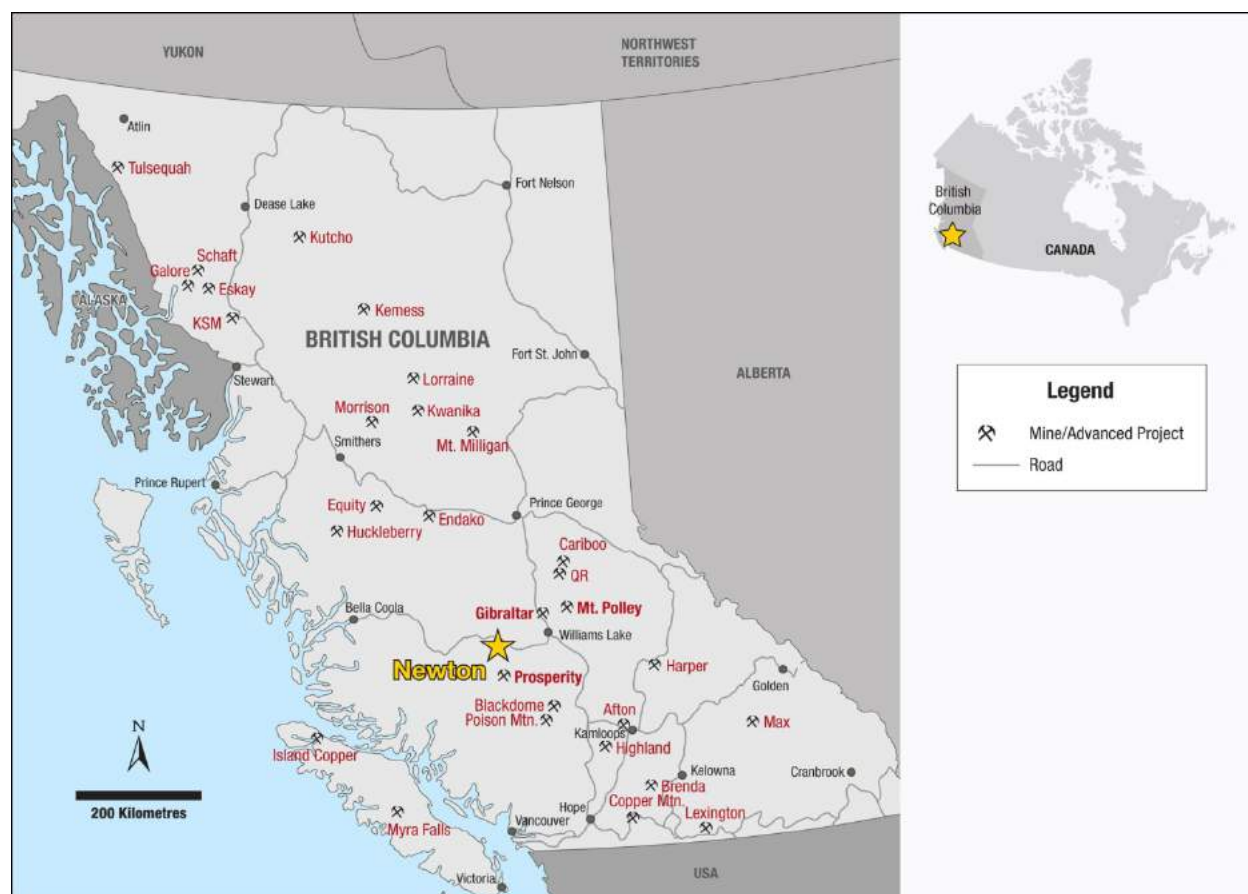 YUKON
NORTHWEST
TERRITORIES
Atlin
Tulsequah
Fort Nelson
Dease Lake
Kutcho
Schaft
Galore
Eskay
ALASKA
KSM
Kemess
BRITISH COLUMBIA
Fort St. John
Stewart
Lorraine
ALBERTA
Morrison
Kwanika
Mt. Milligan
Smithers
Prince Rupert
Equity
Endako
Prince George
Huckleberry
Cariboo
QR
Bella Coola
Gibraltar
Mt. Polley
Williams Lake
Newton
Prosperity
Harper
Golden
Blackdome
Poison Mtn.
Afton
Kamloops
Max
Highland
Island Copper
Kelowna
Cranbrook
Brenda
Copper Mtn.
Hope
Lexington
Vancouver
Myra Falls
Victoria
USA
N
200 Kilometres
British
Columbia
CANADA
Legend
Mine/Advanced Project
Road